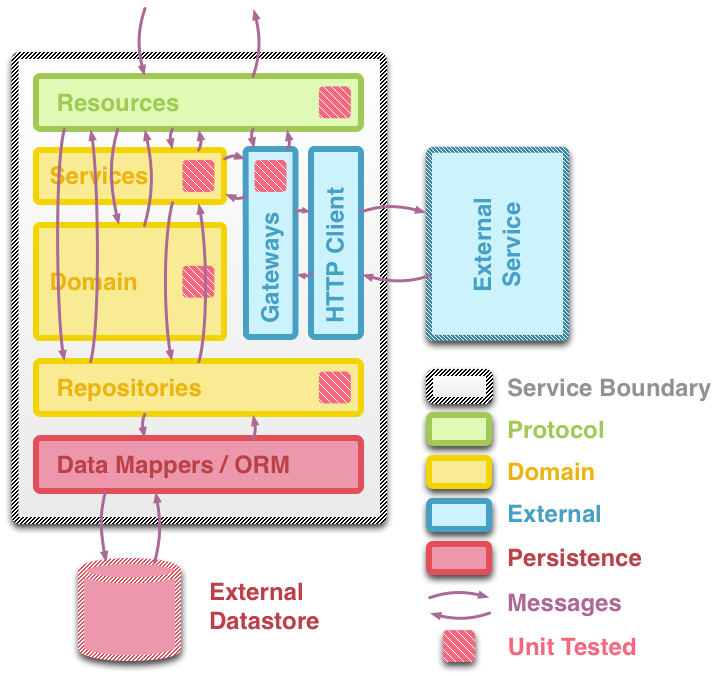 Resources
Services
Domain
Gateways
HTTP Client
External
Service
Repositories
Data Mappers / ORM
External
Datastore
Service Boundary
Protocol
Domain
External
Persistence
Messages
Unit Tested